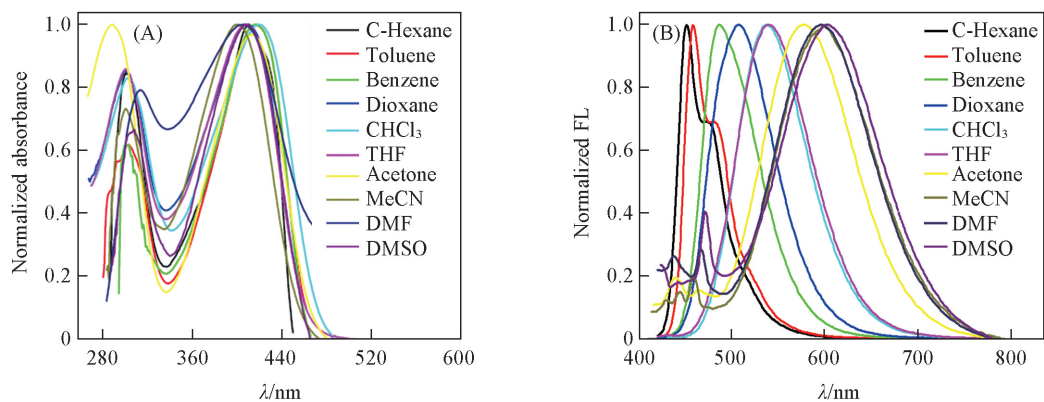 (A)
Normalized absorbance
1.0
0.8
0.6
0.4
0.2
0
280
360
440
520
600
λ/nm
C-Hexane
Toluene
Benzene
Dioxane
CHCl₃
THF
Acetone
MeCN
DMF
DMSO
(B)
Normalized FL
1.0
0.8
0.6
0.4
0.2
0
400
500
600
700
800
λ/nm
C-Hexane
Toluene
Benzene
Dioxane
CHCl₃
THF
Acetone
MeCN
DMF
DMSO